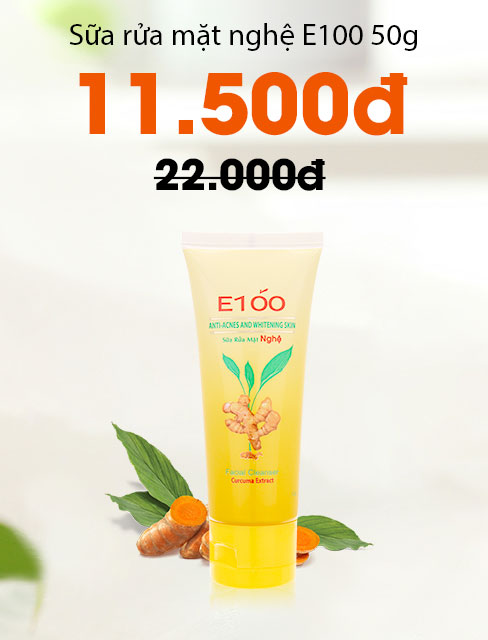 Sữa rửa mặt nghệ E100 50g
11.500đ
22.000đ
E100
ANTI-ACNES AND WHITENING SKIN
Sữa Rửa Mặt Nghệ
Facial Cleanser
Curcuma Extract